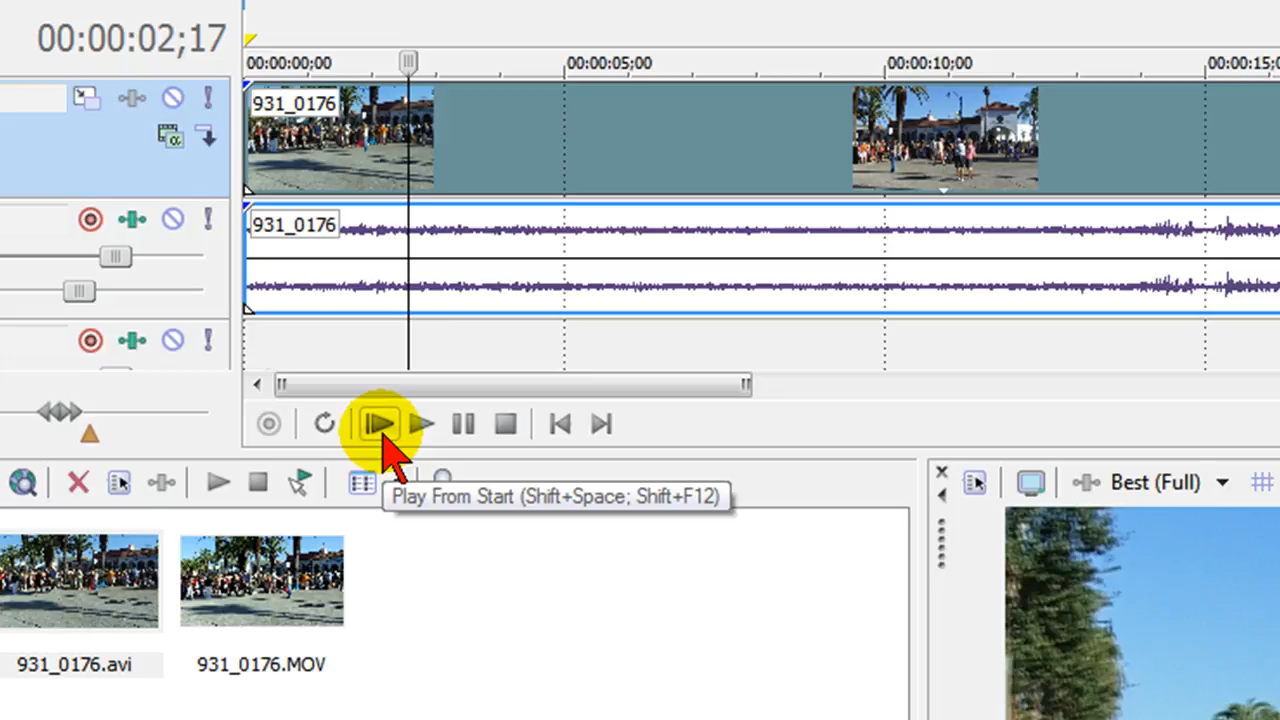 00:00:02;17
00:00:00;00
00:00:05;00
00:00:10;00
00:00:15;0
931_0176
931_0176
Play From Start (Shift+Space; Shift+F12)
Best (Full)
931_0176.avi
931_0176.MOV